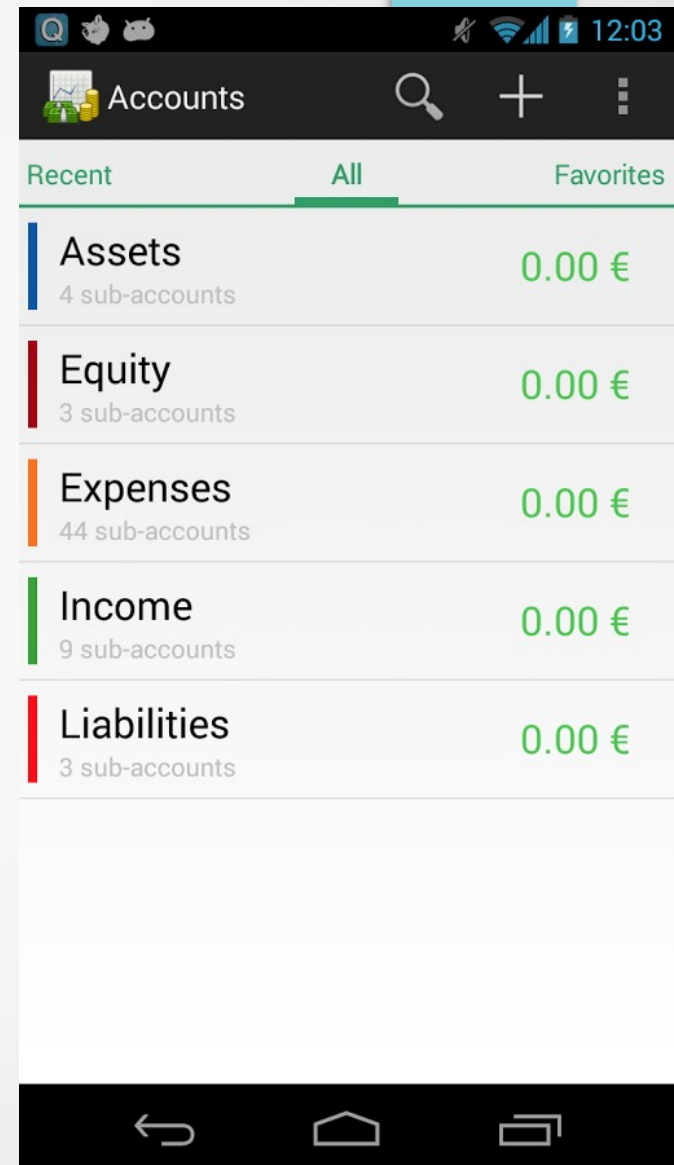 Q 12:03
Accounts
Recent All Favorites
Assets 0.00 €
4 sub-accounts
Equity 0.00 €
3 sub-accounts
Expenses 0.00 €
44 sub-accounts
Income 0.00 €
9 sub-accounts
Liabilities 0.00 €
3 sub-accounts